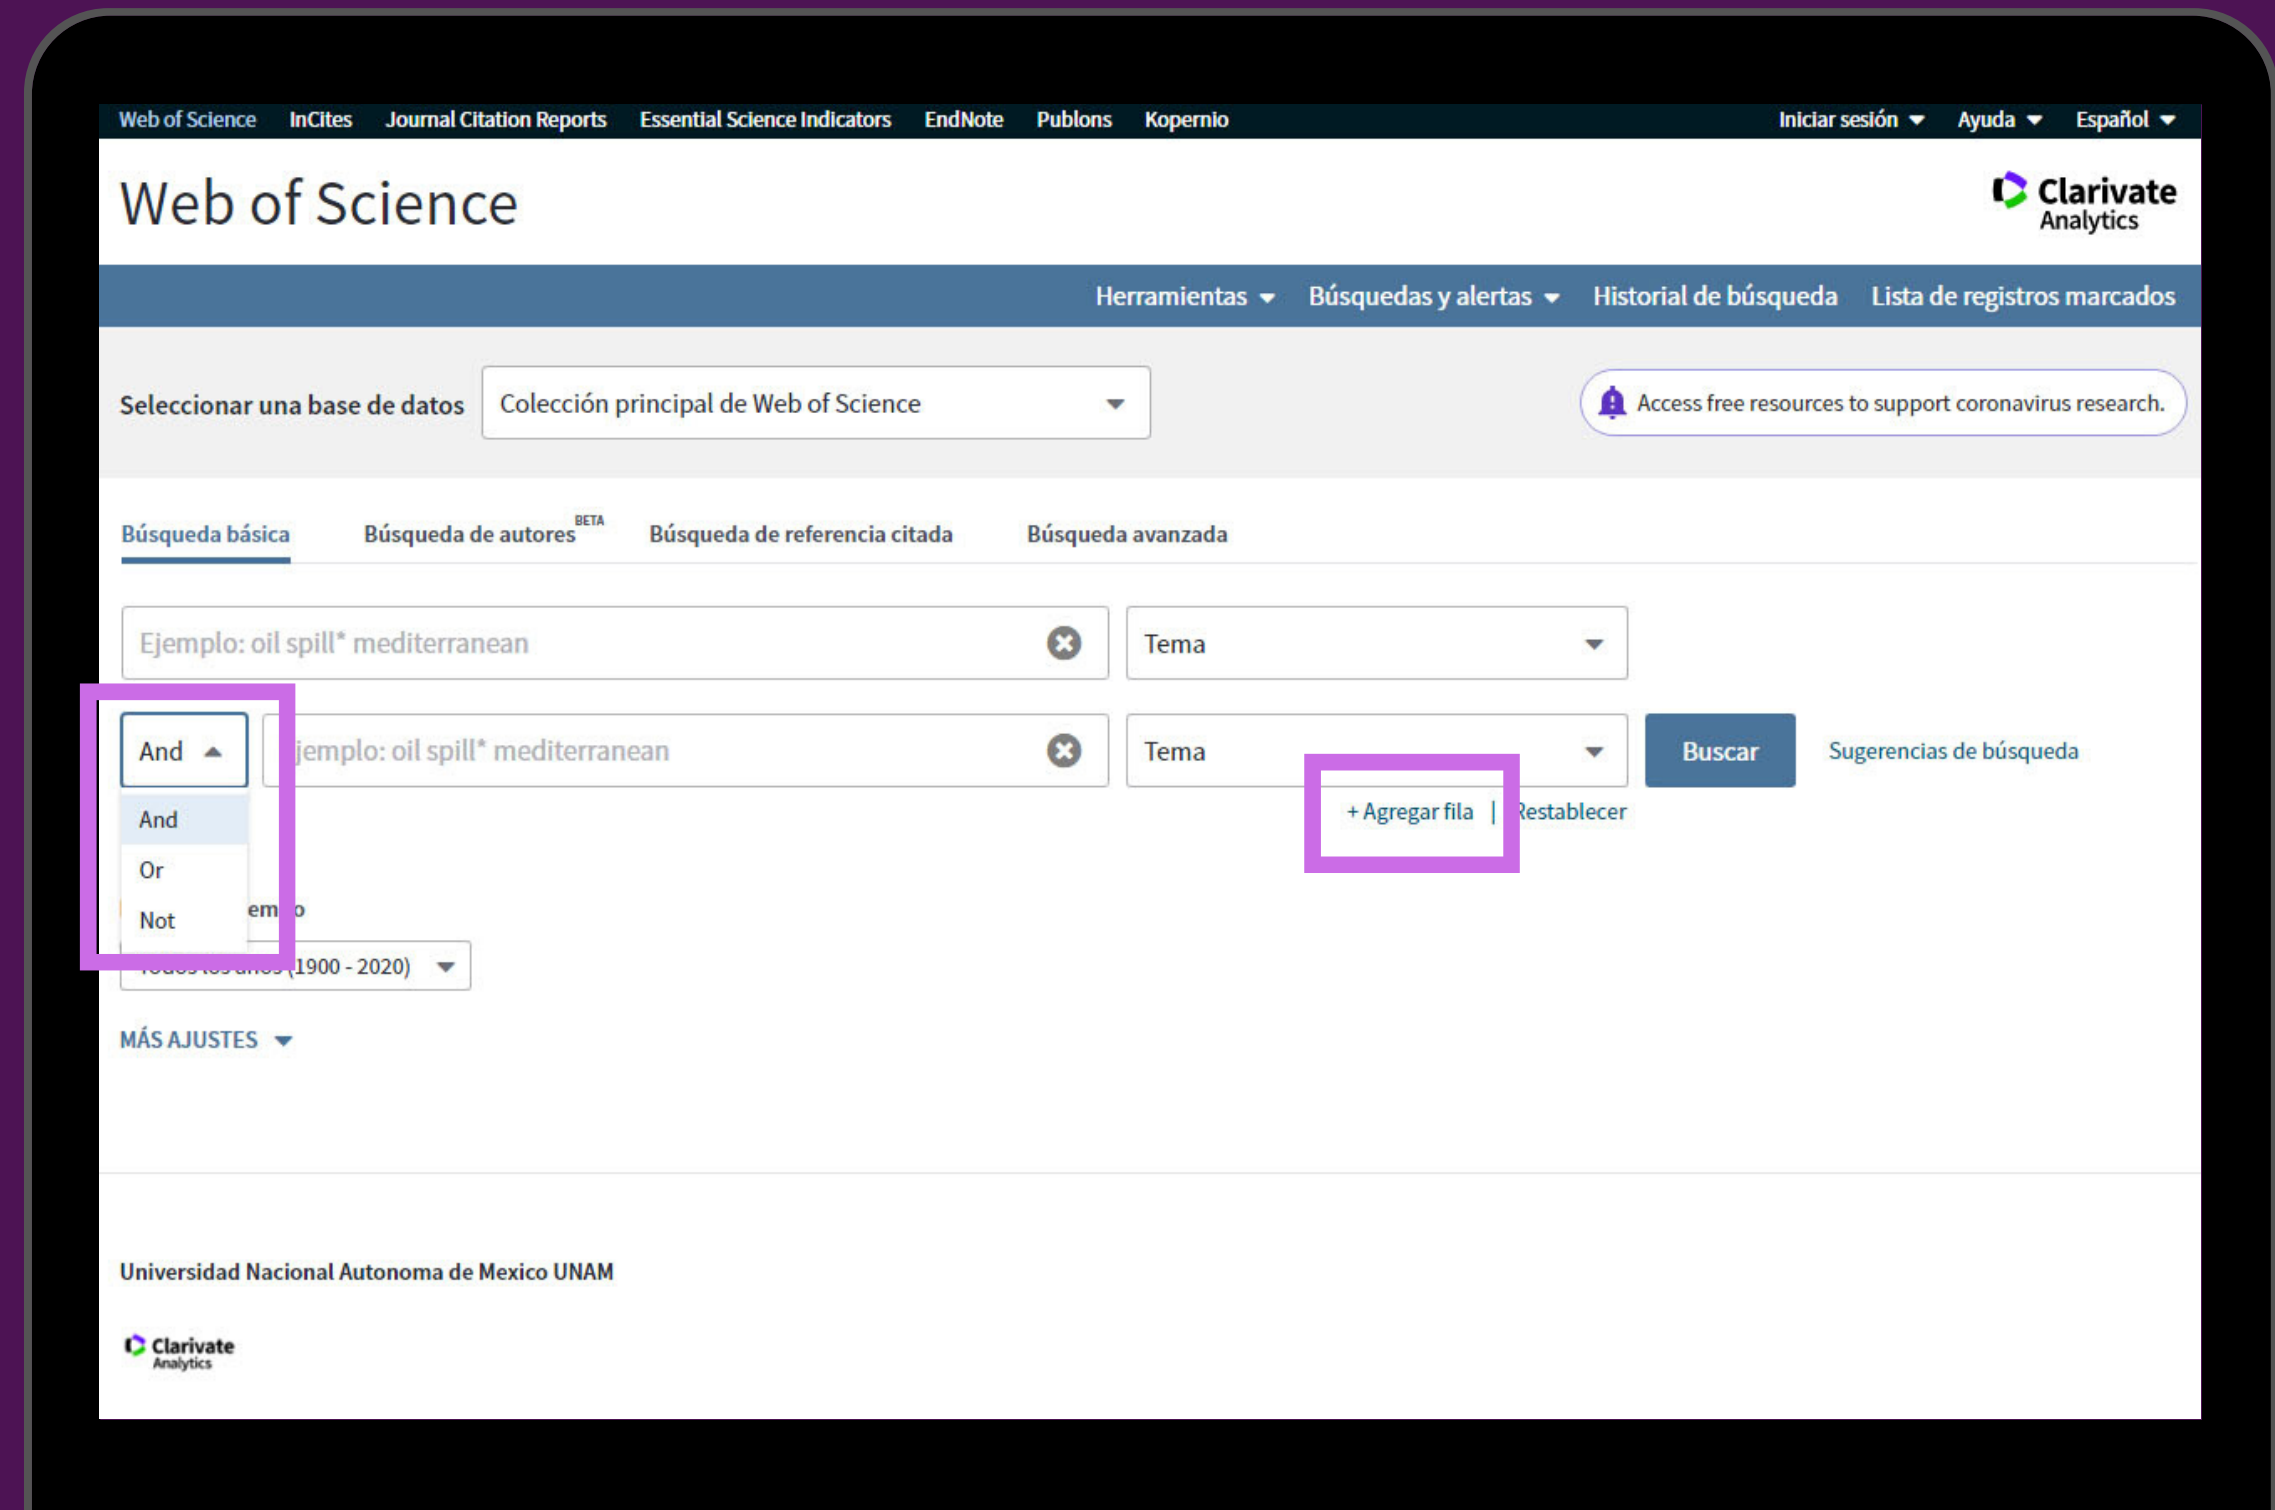 Web of Science InCites Journal Citation Reports Essential Science Indicators EndNote Publons Kopernio Iniciar sesión Ayuda Español
Web of Science
Clarivate
Analytics
Herramientas Búsquedas y alertas Historial de búsqueda Lista de registros marcados
Seleccionar una base de datos Colección principal de Web of Science Access free resources to support coronavirus research.
Búsqueda básica Búsqueda de autores BETA Búsqueda de referencia citada Búsqueda avanzada
Ejemplo: oil spill* mediterranean Tema
And jemplo: oil spill* mediterranean Tema Buscar Sugerencias de búsqueda
+ Agregar fila | Restablecer
And
Or
Not
(1900 - 2020)
MÁS AJUSTES
Universidad Nacional Autonoma de Mexico UNAM
Clarivate
Analytics